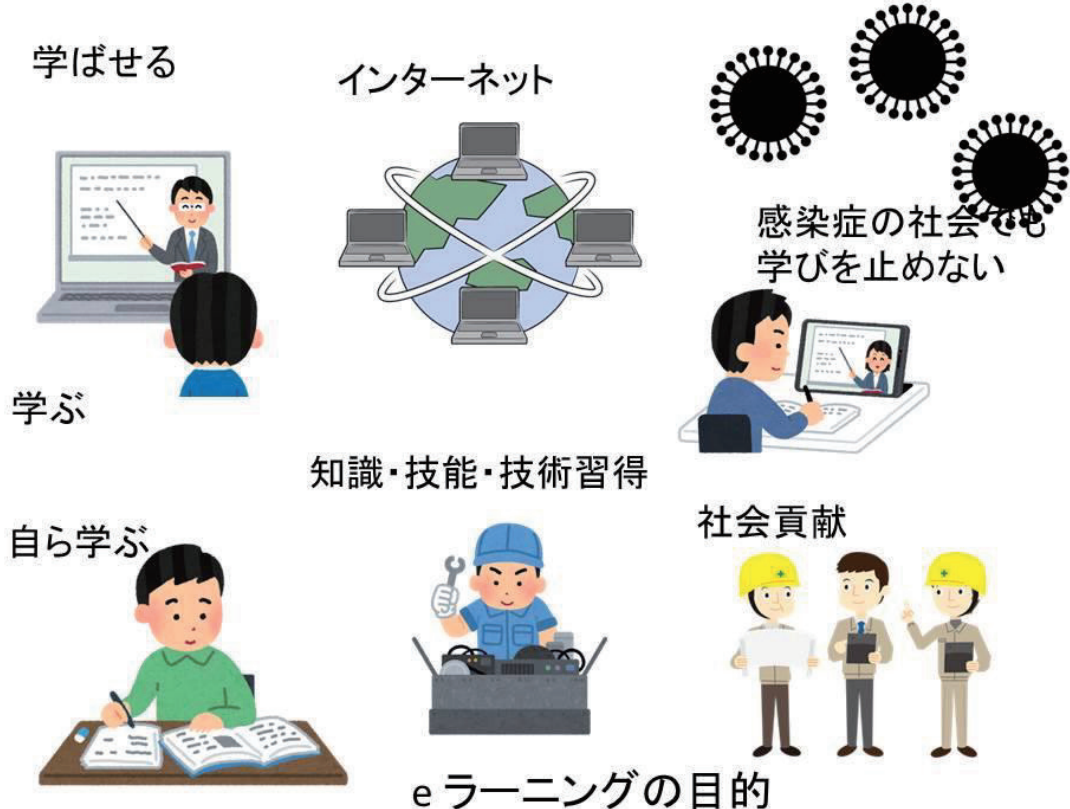 学ばせる
インターネット
感染症の社会でも
学びを止めない
学ぶ
知識・技能・技術習得
自ら学ぶ
社会貢献
eラーニングの目的